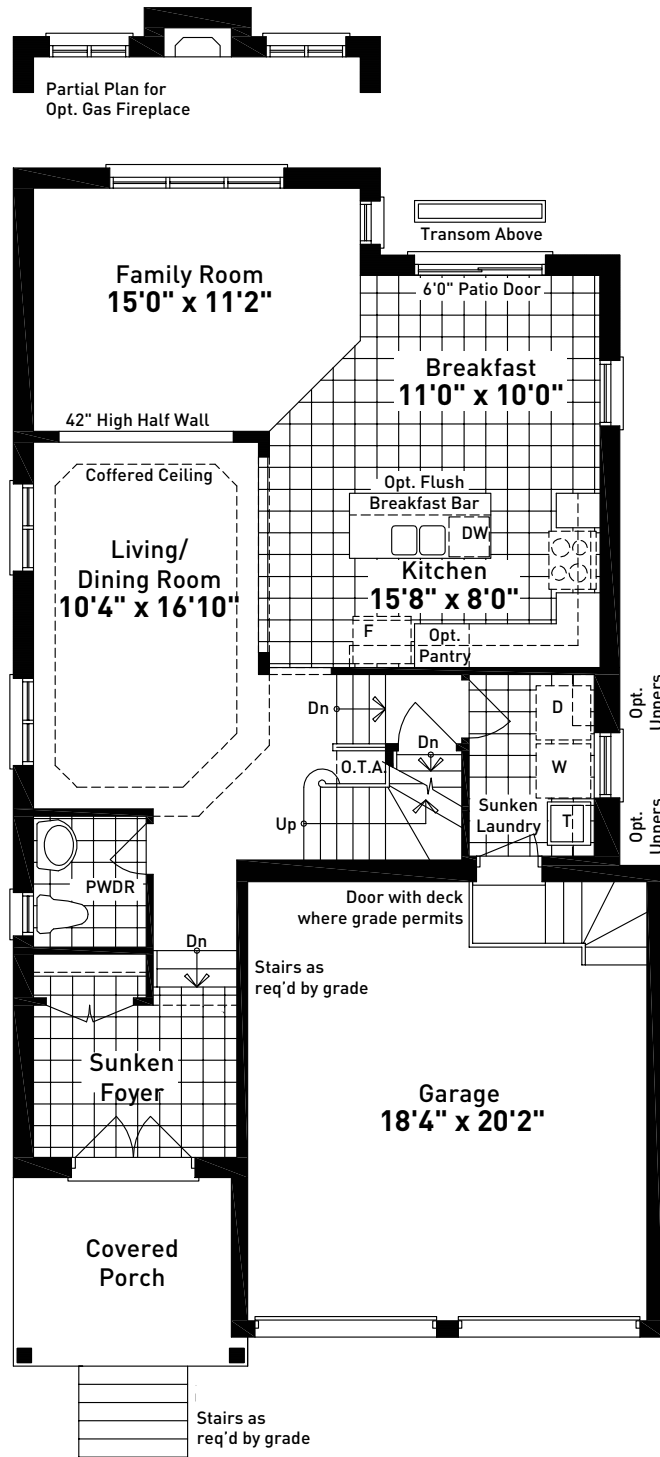 Partial Plan for
Opt. Gas Fireplace
Transom Above
6'0" Patio Door
Family Room
15'0" x 11'2"
Breakfast
11'0" x 10'0"
42" High Half Wall
Coffered Ceiling
Opt. Flush
Breakfast Bar
DW
Living/
Dining Room
10'4" x 16'10"
Kitchen
15'8" x 8'0"
F
Opt.
Pantry
Dn
Dn
O.T.A.
Up
D
W
T
Sunken
Laundry
Opt.
Uppers
Opt.
Uppers
PWDR
Door with deck
where grade permits
Dn
Stairs as
req'd by grade
Sunken
Foyer
Garage
18'4" x 20'2"
Covered
Porch
Stairs as
req'd by grade